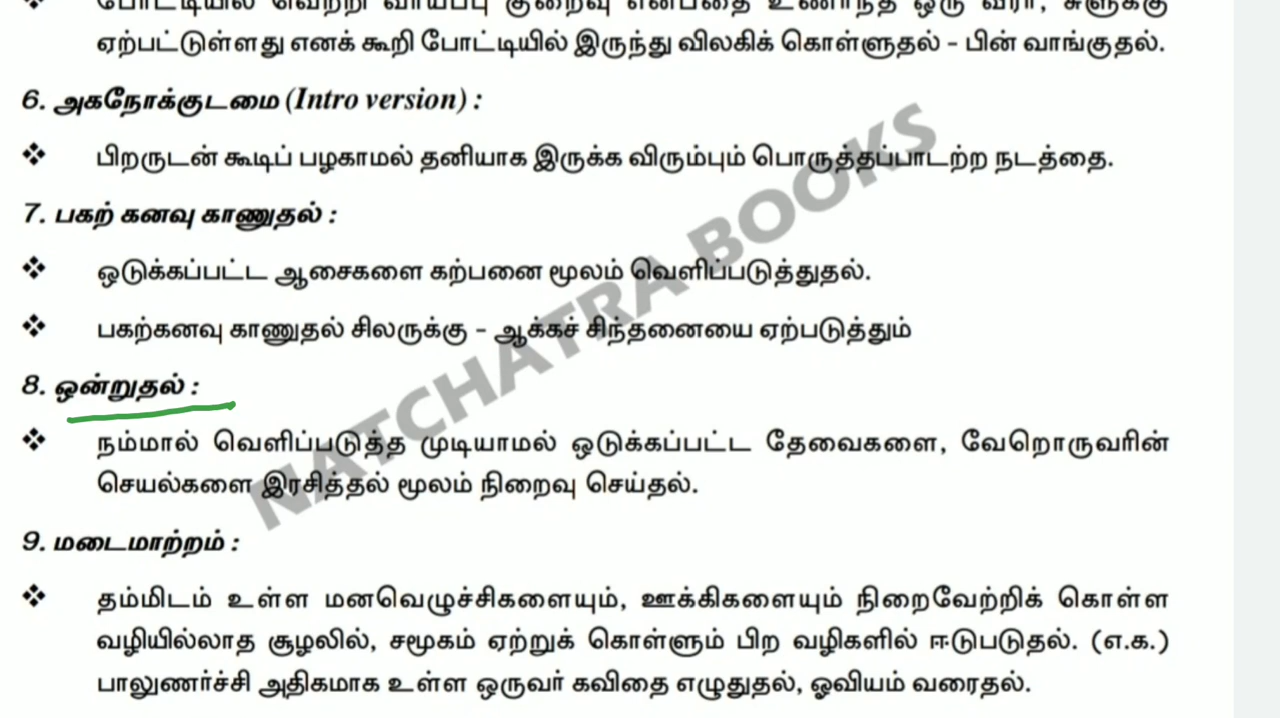 போட்டியில் வெற்றி வாய்ப்பு குறைவு என்பதை உணர்ந்த ஒரு வீரர், சுளுக்கு
ஏற்பட்டுள்ளது எனக் கூறி போட்டியில் இருந்து விலகிக் கொள்ளுதல் - பின் வாங்குதல்.
6. அகநோக்குடமை (Intro version) :
❖ பிறருடன் கூடிப் பழகாமல் தனியாக இருக்க விரும்பும் பொருத்தப்பாடற்ற நடத்தை.
7. பகற் கனவு காணுதல் :
❖ ஒடுக்கப்பட்ட ஆசைகளை கற்பனை மூலம் வெளிப்படுத்துதல்.
❖ பகற்கனவு காணுதல் சிலருக்கு - ஆக்கச் சிந்தனையை ஏற்படுத்தும்
8. ஒன்றுதல் :
❖ நம்மால் வெளிப்படுத்த முடியாமல் ஒடுக்கப்பட்ட தேவைகளை, வேறொருவரின்
செயல்களை இரசித்தல் மூலம் நிறைவு செய்தல்.
9. மடைமாற்றம் :
❖ தம்மிடம் உள்ள மனவெழுச்சிகளையும், ஊக்கிகளையும் நிறைவேற்றிக் கொள்ள
வழியில்லாத சூழலில், சமூகம் ஏற்றுக் கொள்ளும் பிற வழிகளில் ஈடுபடுதல். (எ.க.)
பாலுணர்ச்சி அதிகமாக உள்ள ஒருவர் கவிதை எழுதுதல், ஓவியம் வரைதல்.
NATCHATRA BOOKS